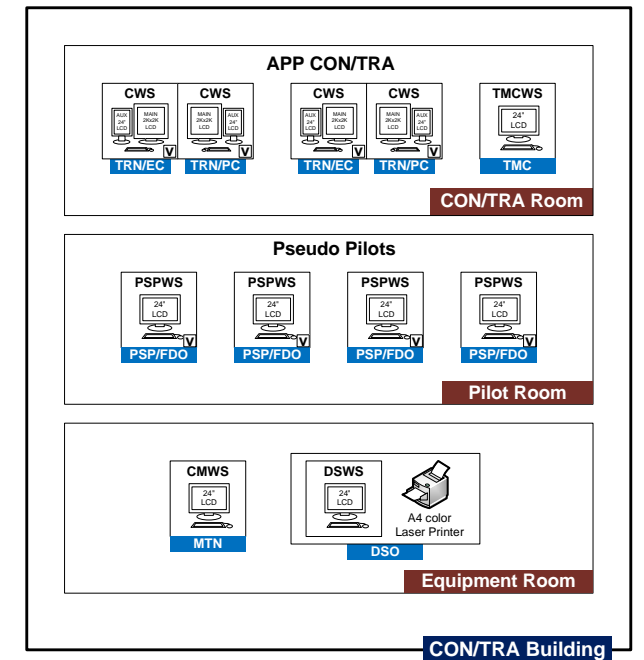 APP CON/TRA
CWS CWS CWS CWS TMCWS
AUX
24"
LCD
MAIN
2Kx2K
LCD
MAIN
2Kx2K
LCD
AUX
24"
LCD
AUX
24"
LCD
MAIN
2Kx2K
LCD
MAIN
2Kx2K
LCD
AUX
24"
LCD
24"
LCD
V V V V
TRN/EC TRN/PC TRN/EC TRN/PC TMC
CON/TRA Room
Pseudo Pilots
PSPWS PSPWS PSPWS PSPWS
24" 24" 24" 24"
LCD LCD LCD LCD
V V V V
PSP/FDO PSP/FDO PSP/FDO PSP/FDO
Pilot Room
CMWS DSWS
24" 24"
LCD LCD
A4 color
Laser Printer
MTN
DSO
Equipment Room
CON/TRA Building